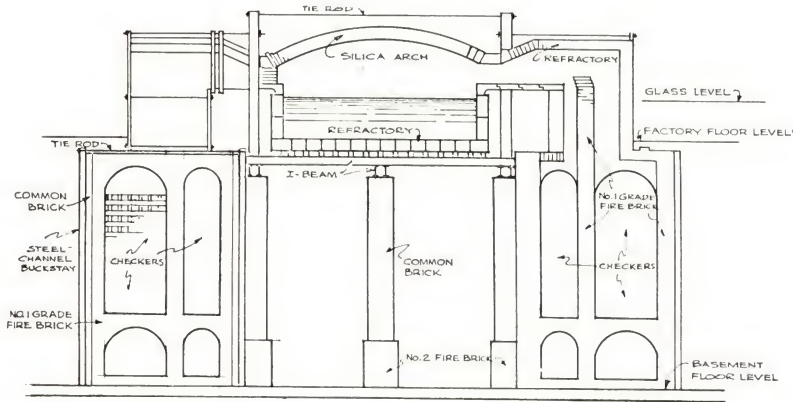 TIE ROD
SILICA ARCH
REFRACTORY
GLASS LEVEL
REFRACTORY
FACTORY FLOOR LEVEL
TIE ROD
I-BEAM
COMMON
BRICK
No.1 GRADE
FIRE BRICK
STEEL-
CHANNEL
BUCKSTAY
CHECKERS
COMMON
BRICK
CHECKERS
NO.1 GRADE
FIRE BRICK
No.2 FIRE BRICK
BASEMENT
FLOOR LEVEL